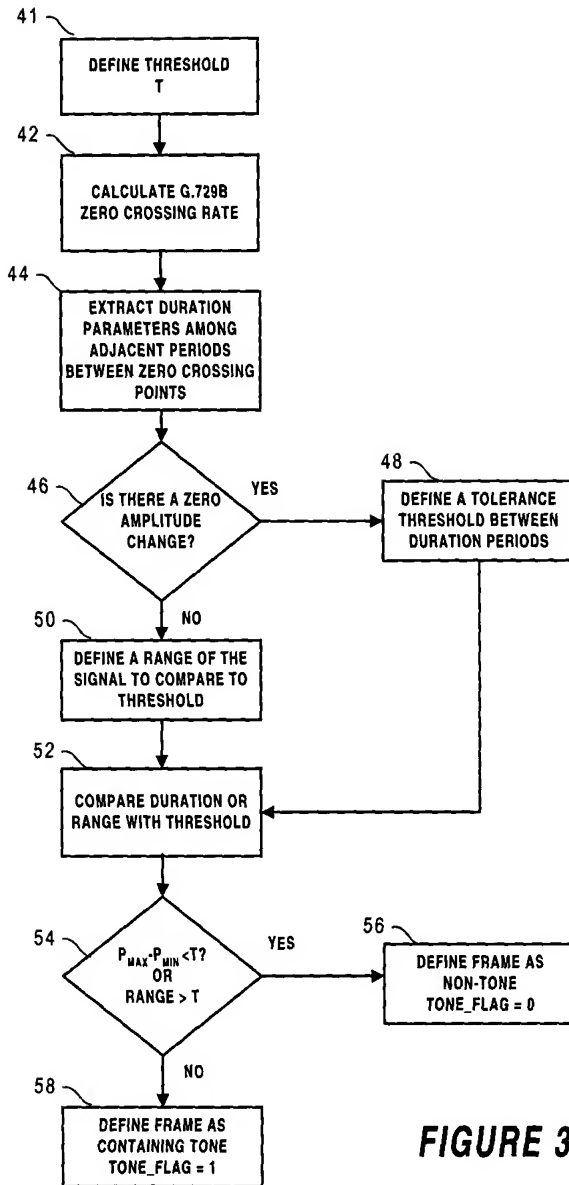 41
DEFINE THRESHOLD
T
42
CALCULATE G.729B
ZERO CROSSING RATE
44
EXTRACT DURATION
PARAMETERS AMONG
ADJACENT PERIODS
BETWEEN ZERO CROSSING
POINTS
46
IS THERE A ZERO
AMPLITUDE
CHANGE?
YES
48
DEFINE A TOLERANCE
THRESHOLD BETWEEN
DURATION PERIODS
NO
50
DEFINE A RANGE OF THE
SIGNAL TO COMPARE TO
THRESHOLD
52
COMPARE DURATION OR
RANGE WITH THRESHOLD
54
PMAX-PMIN<T?
OR
RANGE > T
YES
56
DEFINE FRAME AS
NON-TONE
TONE_FLAG = 0
NO
58
DEFINE FRAME AS
CONTAINING TONE
TONE_FLAG = 1
FIGURE 3